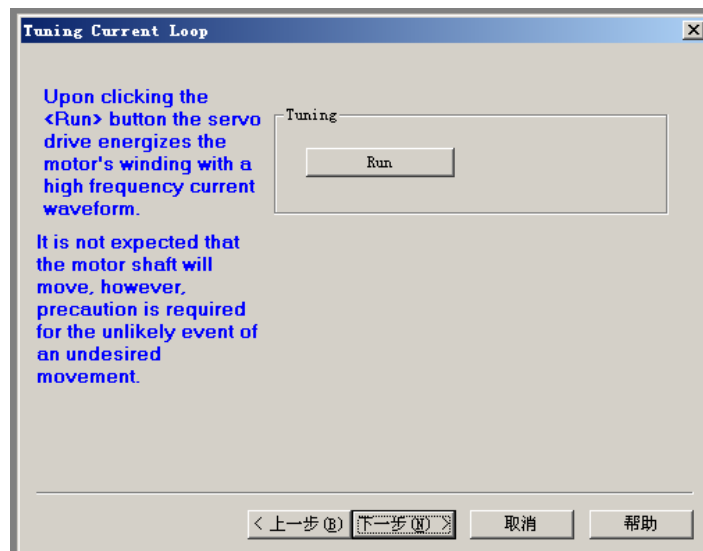 Tuning Current Loop
Upon clicking the
<Run> button the servo
drive energizes the
motor's winding with a
high frequency current
waveform.
It is not expected that
the motor shaft will
move, however,
precaution is required
for the unlikely event of
an undesired
movement.
Tuning
Run
< 上一步(B)
下一步(N) >
取消
帮助